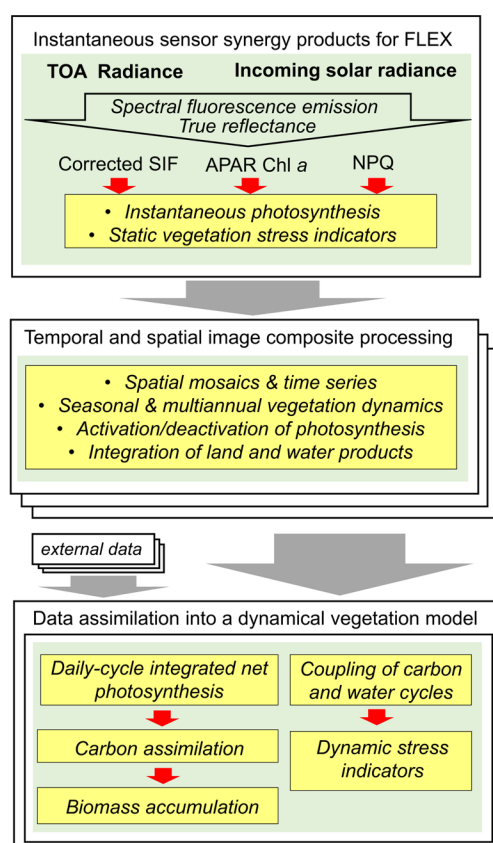 Instantaneous sensor synergy products for FLEX
TOA Radiance Incoming solar radiance
Spectral fluorescence emission
True reflectance
Corrected SIF APAR Chl a NPQ
• Instantaneous photosynthesis
• Static vegetation stress indicators
Temporal and spatial image composite processing
• Spatial mosaics & time series
• Seasonal & multiannual vegetation dynamics
• Activation/deactivation of photosynthesis
• Integration of land and water products
external data
Data assimilation into a dynamical vegetation model
Daily-cycle integrated net
photosynthesis
Carbon assimilation
Biomass accumulation
Coupling of carbon
and water cycles
Dynamic stress
indicators